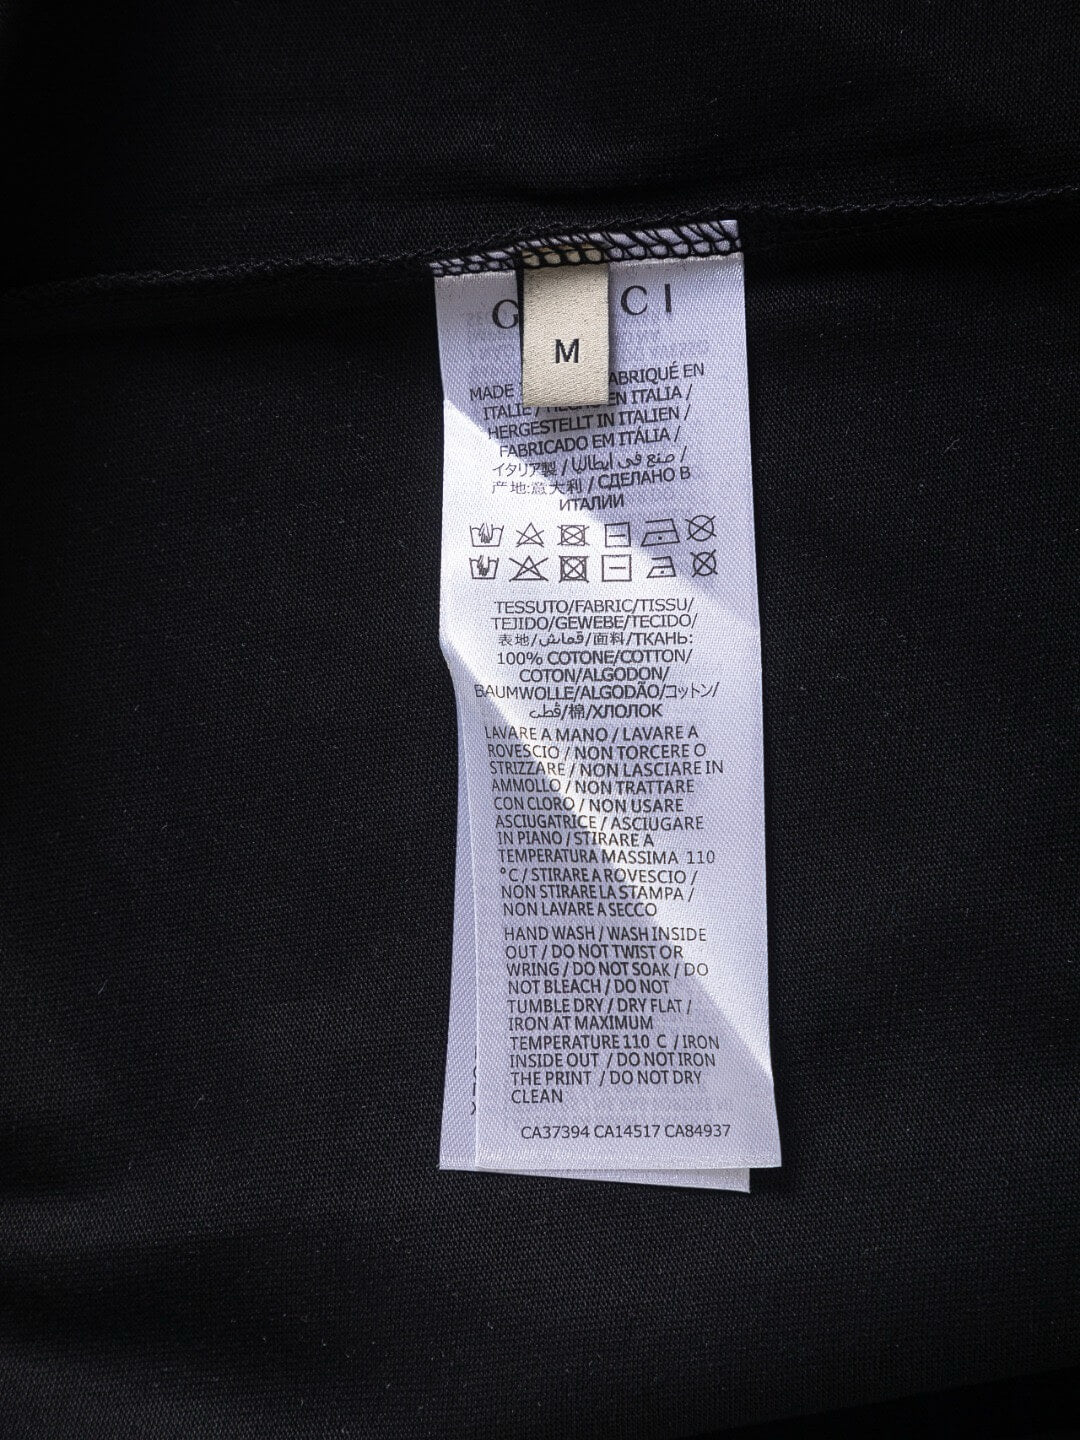 G CI
M
MADE ABRIQUÉ EN
ITALIE / HECHO EN ITALIA /
HERGESTELLT IN ITALIEN /
FABRICADO EM ITÁLIA /
イタリア製 / صنع في ايطاليا /
产地:意大利 / СДЕЛАНО В
ИТАЛИИ
TESSUTO/FABRIC/TISSU/
TEJIDO/GEWEBE/TECIDO/
表地/قماش/面料/ТКАНЬ:
100% COTONE/COTTON/
COTON/ALGODON/
BAUMWOLLE/ALGODÃO/コットン/
قطن/棉/ХЛОПОК
LAVARE A MANO / LAVARE A
ROVESCIO / NON TORCERE O
STRIZZARE / NON LASCIARE IN
AMMOLLO / NON TRATTARE
CON CLORO / NON USARE
ASCIUGATRICE / ASCIUGARE
IN PIANO / STIRARE A
TEMPERATURA MASSIMA 110
°C / STIRARE A ROVESCIO /
NON STIRARE LA STAMPA /
NON LAVARE A SECCO
HAND WASH / WASH INSIDE
OUT / DO NOT TWIST OR
WRING / DO NOT SOAK / DO
NOT BLEACH / DO NOT
TUMBLE DRY / DRY FLAT /
IRON AT MAXIMUM
TEMPERATURE 110 C / IRON
INSIDE OUT / DO NOT IRON
THE PRINT / DO NOT DRY
CLEAN
CA37394 CA14517 CA84937